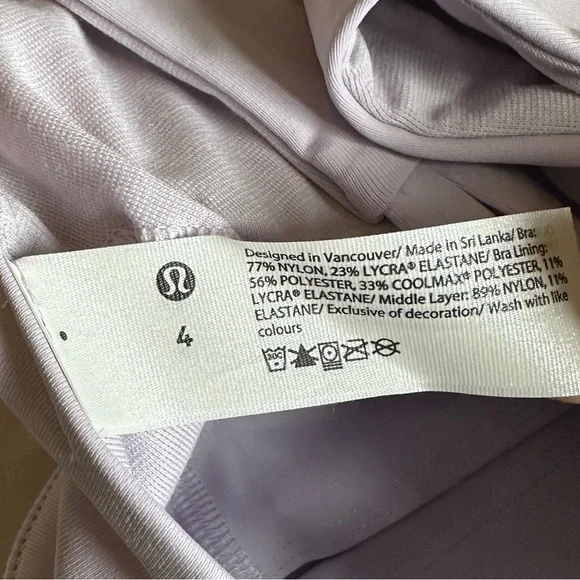 Designed in Vancouver/ Made in Sri Lanka/ Bra:
77% NYLON, 23% LYCRA® ELASTANE/ Bra Lining:
56% POLYESTER, 33% COOLMAX® POLYESTER, 11%
LYCRA® ELASTANE/ Middle Layer: 89% NYLON, 11%
ELASTANE/ Exclusive of decoration/ Wash with like
colours
30C
4